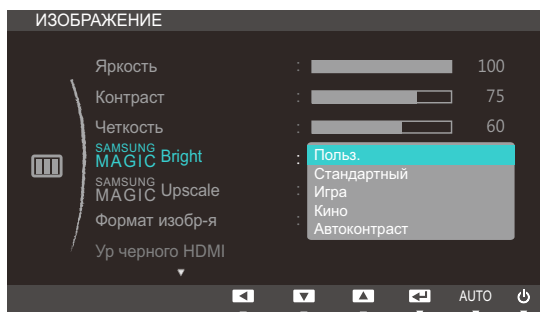 ИЗОБРАЖЕНИЕ
Яркость : 100
Контраст : 75
Четкость : 60
SAMSUNG MAGIC Bright : Польз.
Стандартный
SAMSUNG MAGIC Upscale : Игра
Кино
Формат изобр-я : Автоконтраст
Ур черного HDMI
AUTO